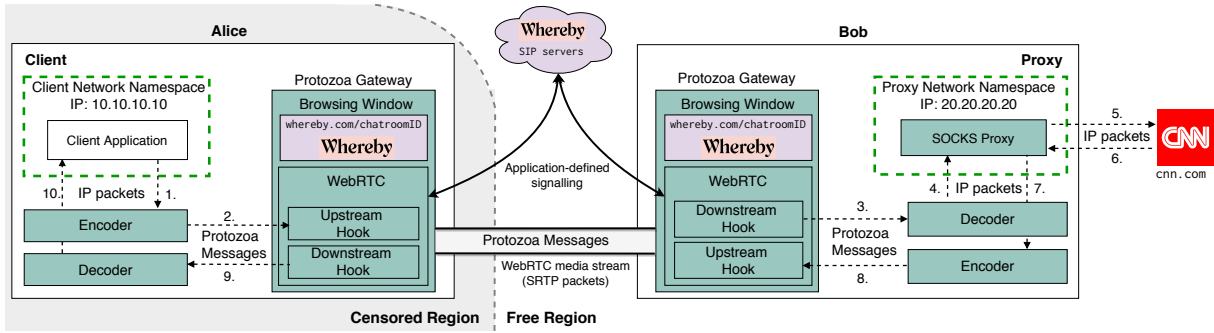 Alice
Whereby
SIP servers
Bob
Client
Client Network Namespace
IP: 10.10.10.10
Client Application
10.
IP packets
1.
Encoder
Decoder
2.
Protozoa
Messages
9.
Protozoa Gateway
Browsing Window
whereby.com/chatroomID
Whereby
WebRTC
Upstream
Hook
Downstream
Hook
Application-defined
signalling
Protozoa Messages
WebRTC media stream
(SRTP packets)
Censored Region
Free Region
Protozoa Gateway
Browsing Window
whereby.com/chatroomID
Whereby
WebRTC
Downstream
Hook
Upstream
Hook
3.
Protozoa
Messages
8.
Proxy
Proxy Network Namespace
IP: 20.20.20.20
SOCKS Proxy
4.
IP packets
7.
Decoder
Encoder
5.
IP packets
6.
CNN
cnn.com